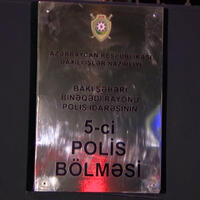 AZƏRBAYCAN RESPUBLİKASI
DAXİLİ İŞLƏR NAZİRLİYİ
BAKI ŞƏHƏRİ
BİNƏQƏDİ RAYONU
POLİS İDARƏSİNİN
5-ci
POLİS
BÖLMƏSİ